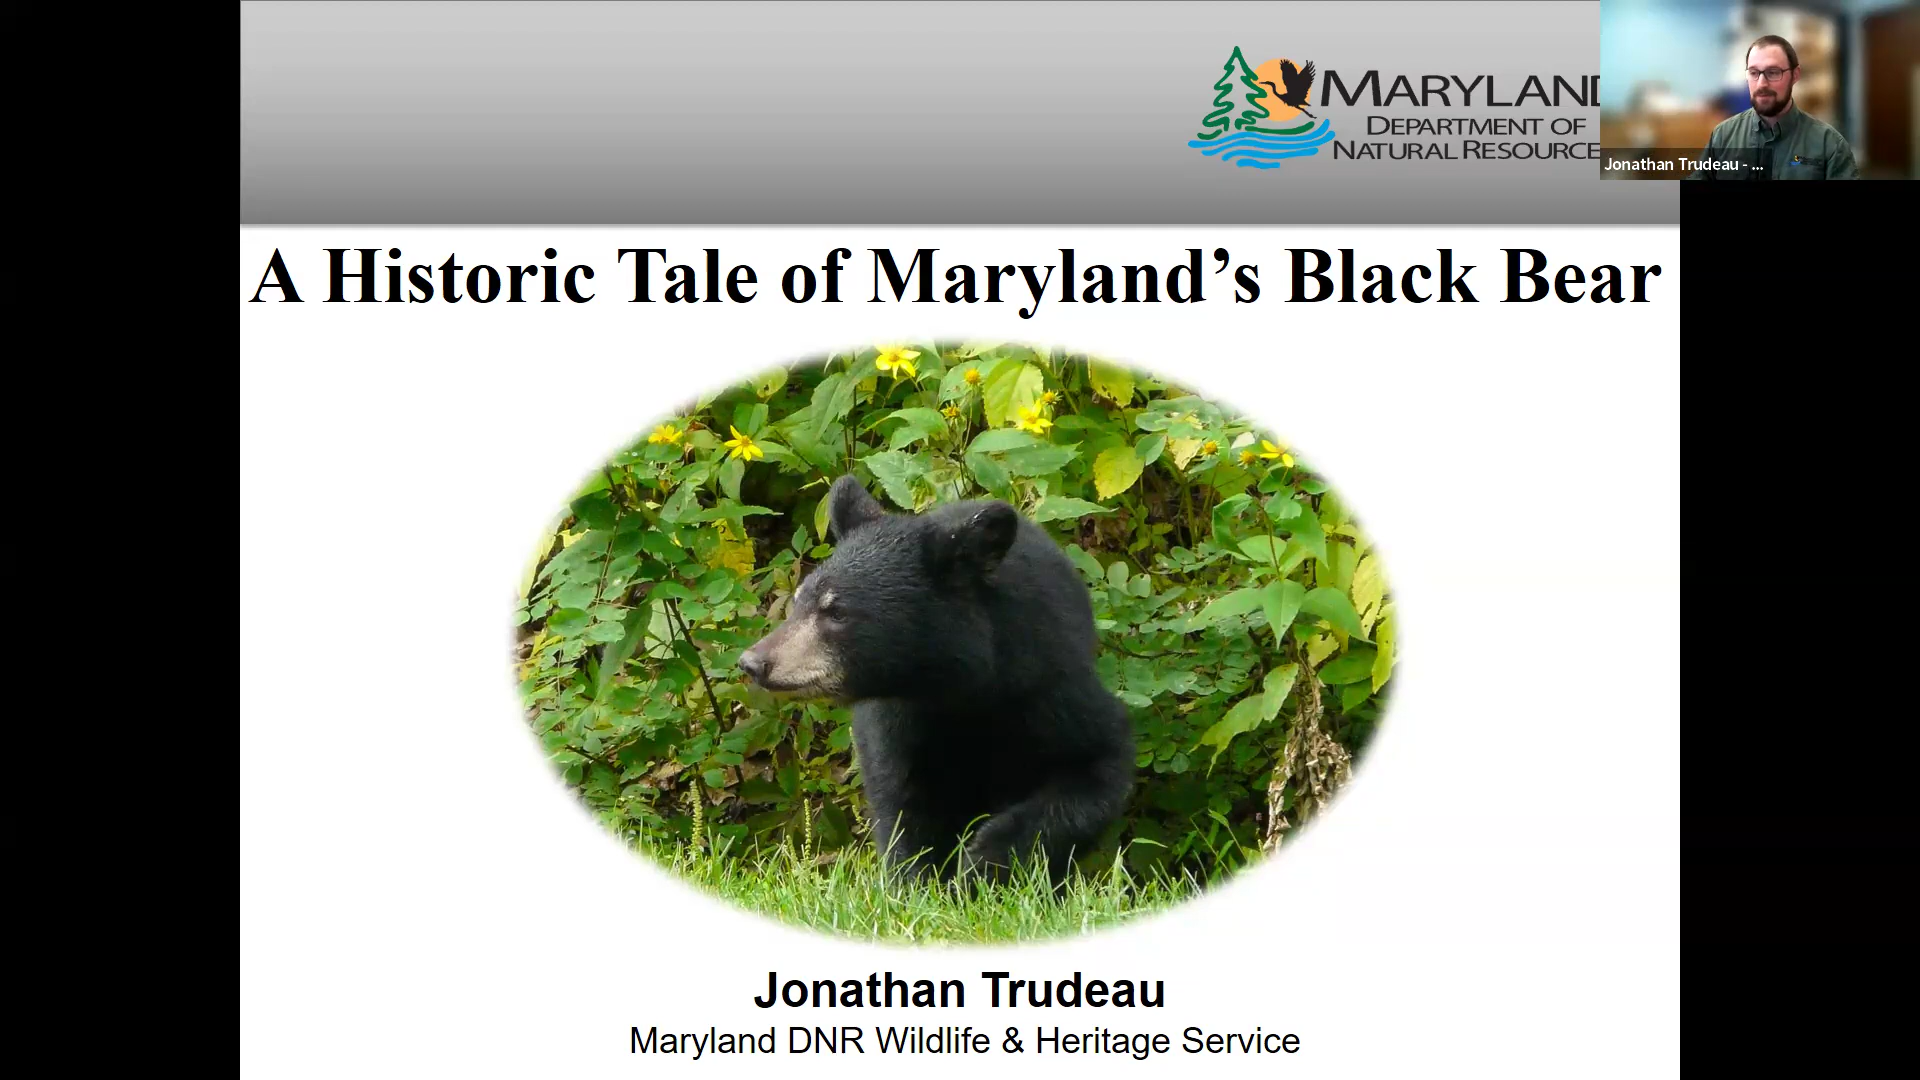 MARYLAND
DEPARTMENT OF
NATURAL RESOURCE
Jonathan Trudeau - ...
A Historic Tale of Maryland’s Black Bear
Jonathan Trudeau
Maryland DNR Wildlife & Heritage Service